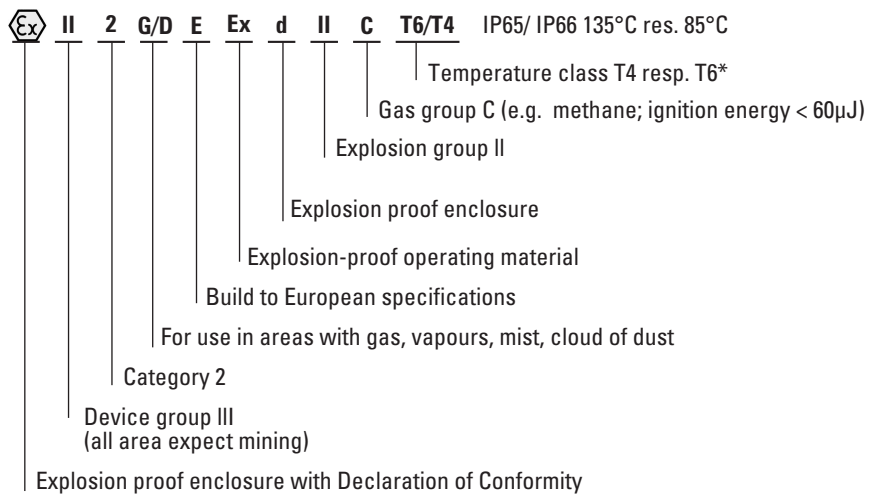 Ex II 2 G/D E Ex d II C T6/T4 IP65/ IP66 135°C res. 85°C
Temperature class T4 resp. T6*
Gas group C (e.g. methane; ignition energy < 60µJ)
Explosion group II
Explosion proof enclosure
Explosion-proof operating material
Build to European specifications
For use in areas with gas, vapours, mist, cloud of dust
Category 2
Device group III
(all area expect mining)
Explosion proof enclosure with Declaration of Conformity